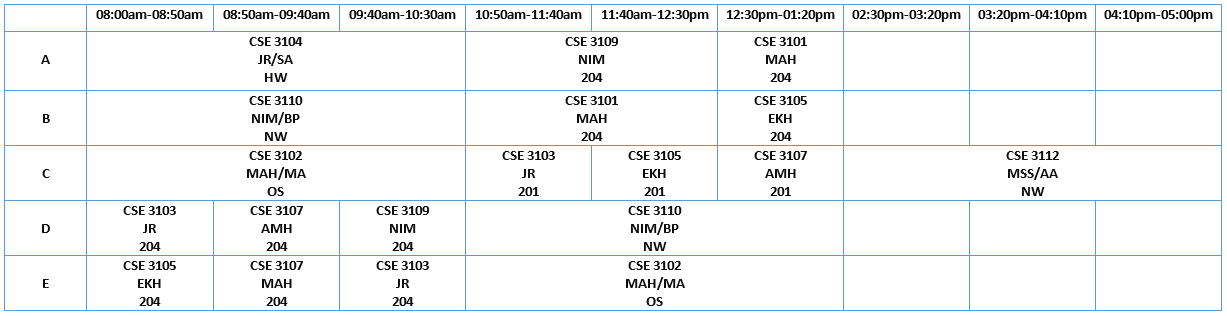 08:00am-08:50am 08:50am-09:40am 09:40am-10:30am 10:50am-11:40am 11:40am-12:30pm 12:30pm-01:20pm 02:30pm-03:20pm 03:20pm-04:10pm 04:10pm-05:00pm
CSE 3104 CSE 3109 CSE 3101
A JR/SA NIM MAH
HW 204 204
CSE 3110 CSE 3101 CSE 3105
B NIM/BP MAH EKH
NW 204 204
CSE 3102 CSE 3103 CSE 3105 CSE 3107 CSE 3112
C MAH/MA JR EKH AMH MSS/AA
OS 201 201 201 NW
CSE 3103 CSE 3107 CSE 3109 CSE 3110
D JR AMH NIM NIM/BP
204 204 204 NW
CSE 3105 CSE 3107 CSE 3103 CSE 3102
E EKH MAH JR MAH/MA
204 204 204 OS